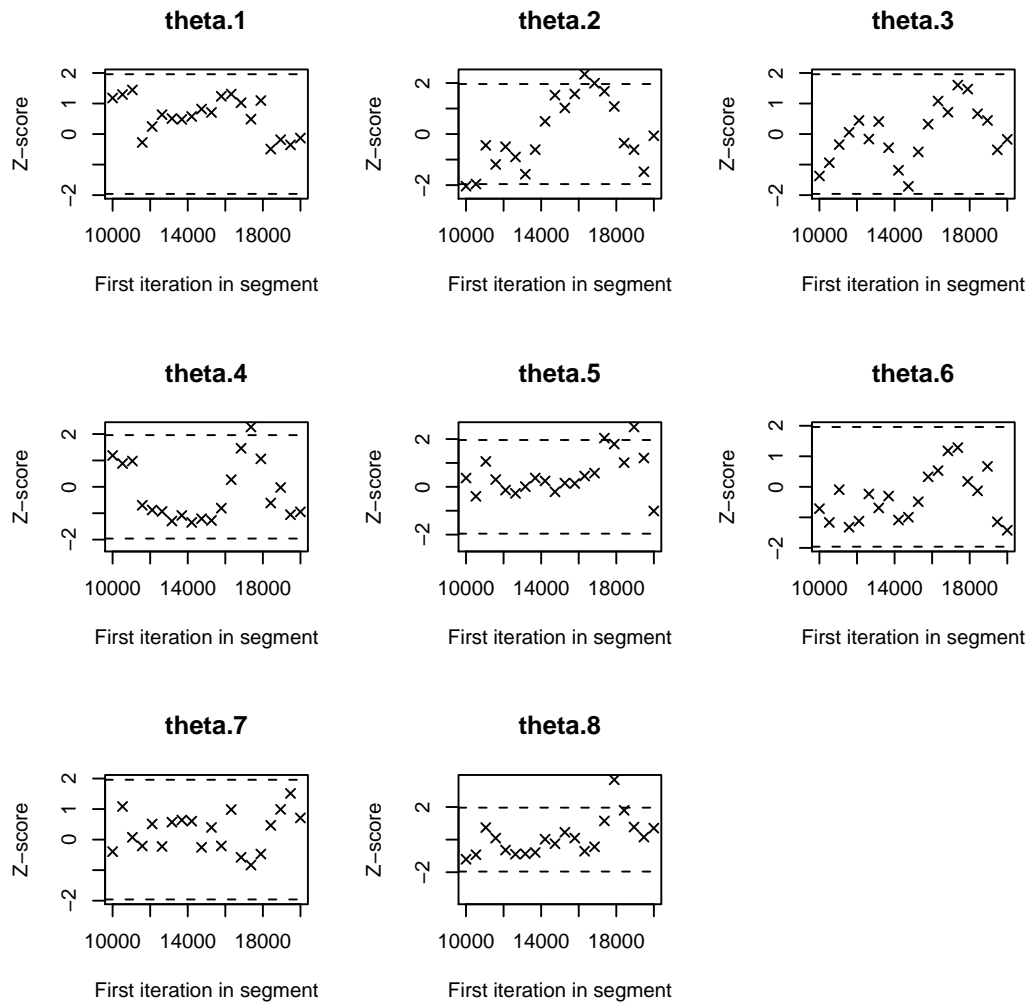 theta.1
Z−score
2
1
0
−2
10000 14000 18000
First iteration in segment
theta.2
Z−score
2
1
0
−2
10000 14000 18000
First iteration in segment
theta.3
Z−score
2
1
0
−2
10000 14000 18000
First iteration in segment
theta.4
Z−score
2
0
−2
10000 14000 18000
First iteration in segment
theta.5
Z−score
2
0
−2
10000 14000 18000
First iteration in segment
theta.6
Z−score
2
1
0
−2
10000 14000 18000
First iteration in segment
theta.7
Z−score
2
1
0
−2
10000 14000 18000
First iteration in segment
theta.8
Z−score
2
0
−2
10000 14000 18000
First iteration in segment